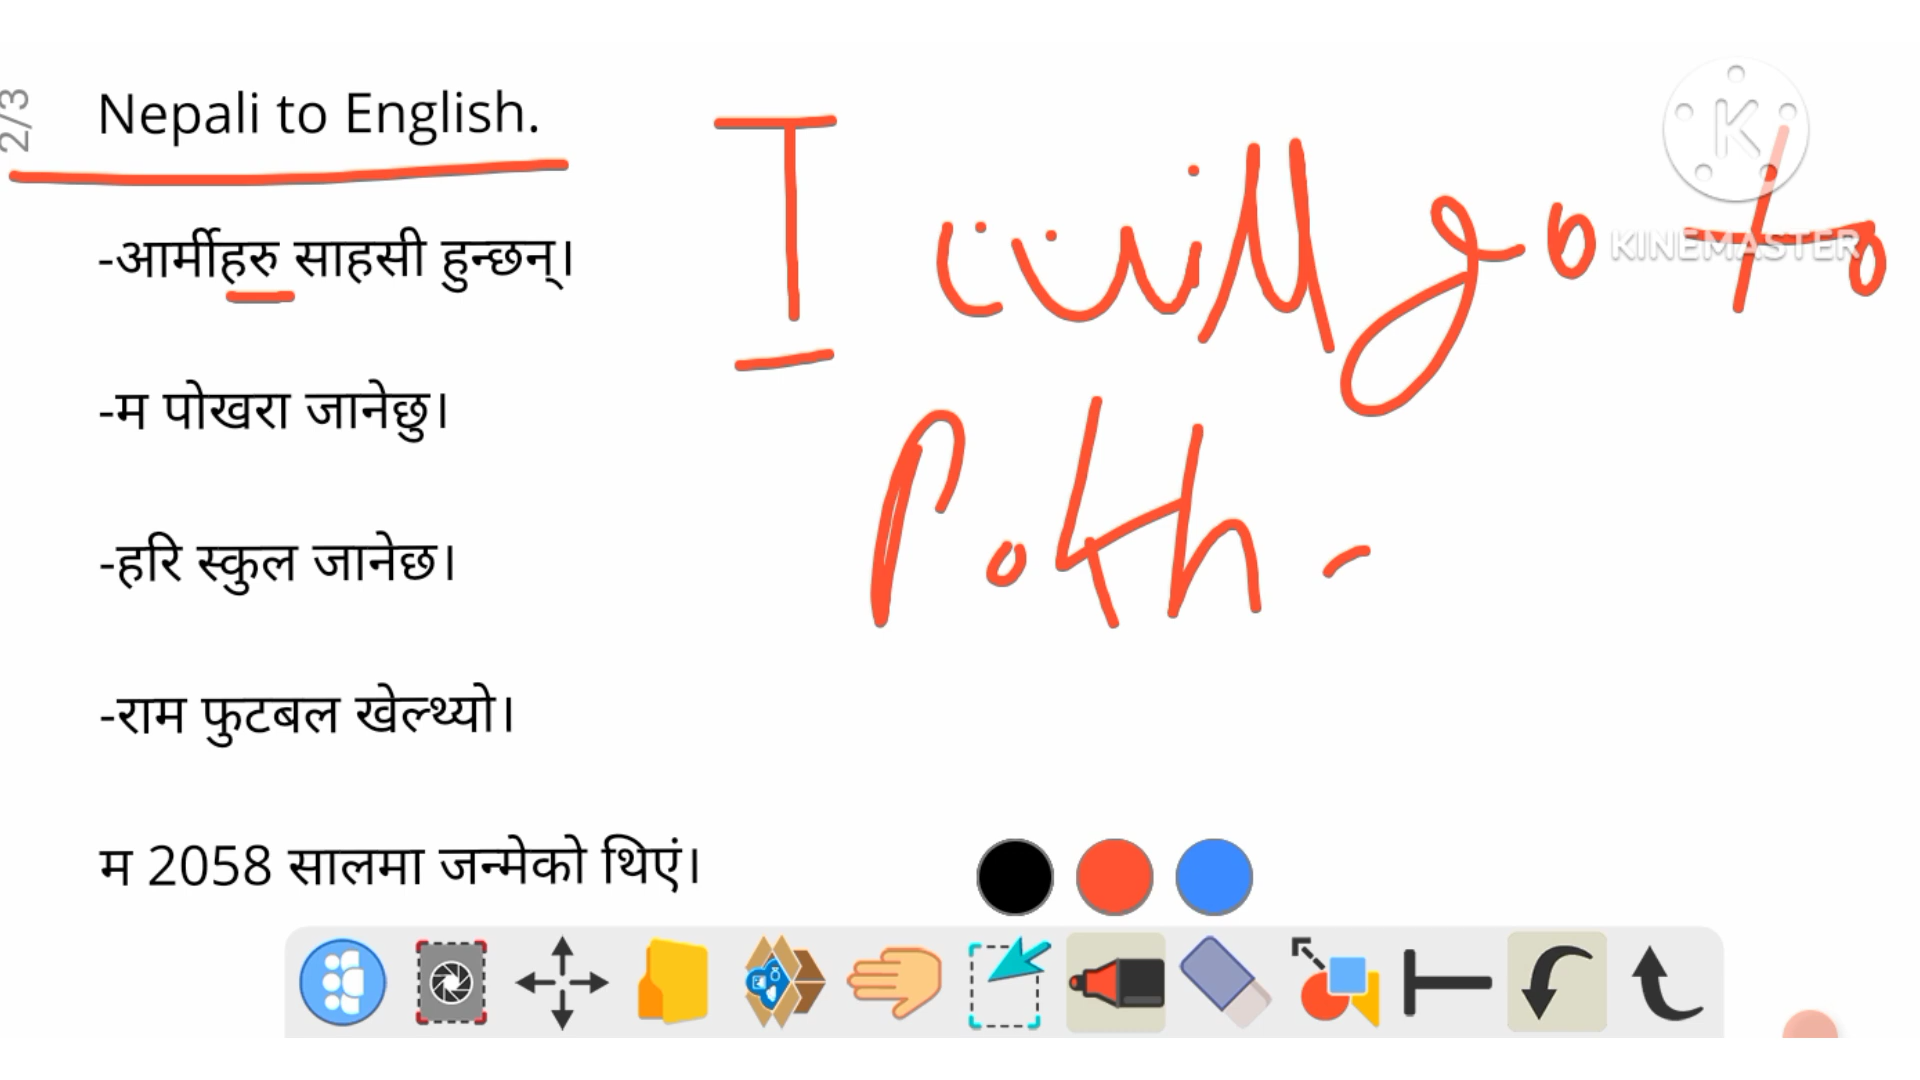 2/3
Nepali to English.
-आर्मीहरु साहसी हुन्छन्।
-म पोखरा जानेछु।
-हरि स्कुल जानेछ।
-राम फुटबल खेल्थ्यो।
म 2058 सालमा जन्मेको थिएं।
I will go to
Pokh
K
KINEMASTER